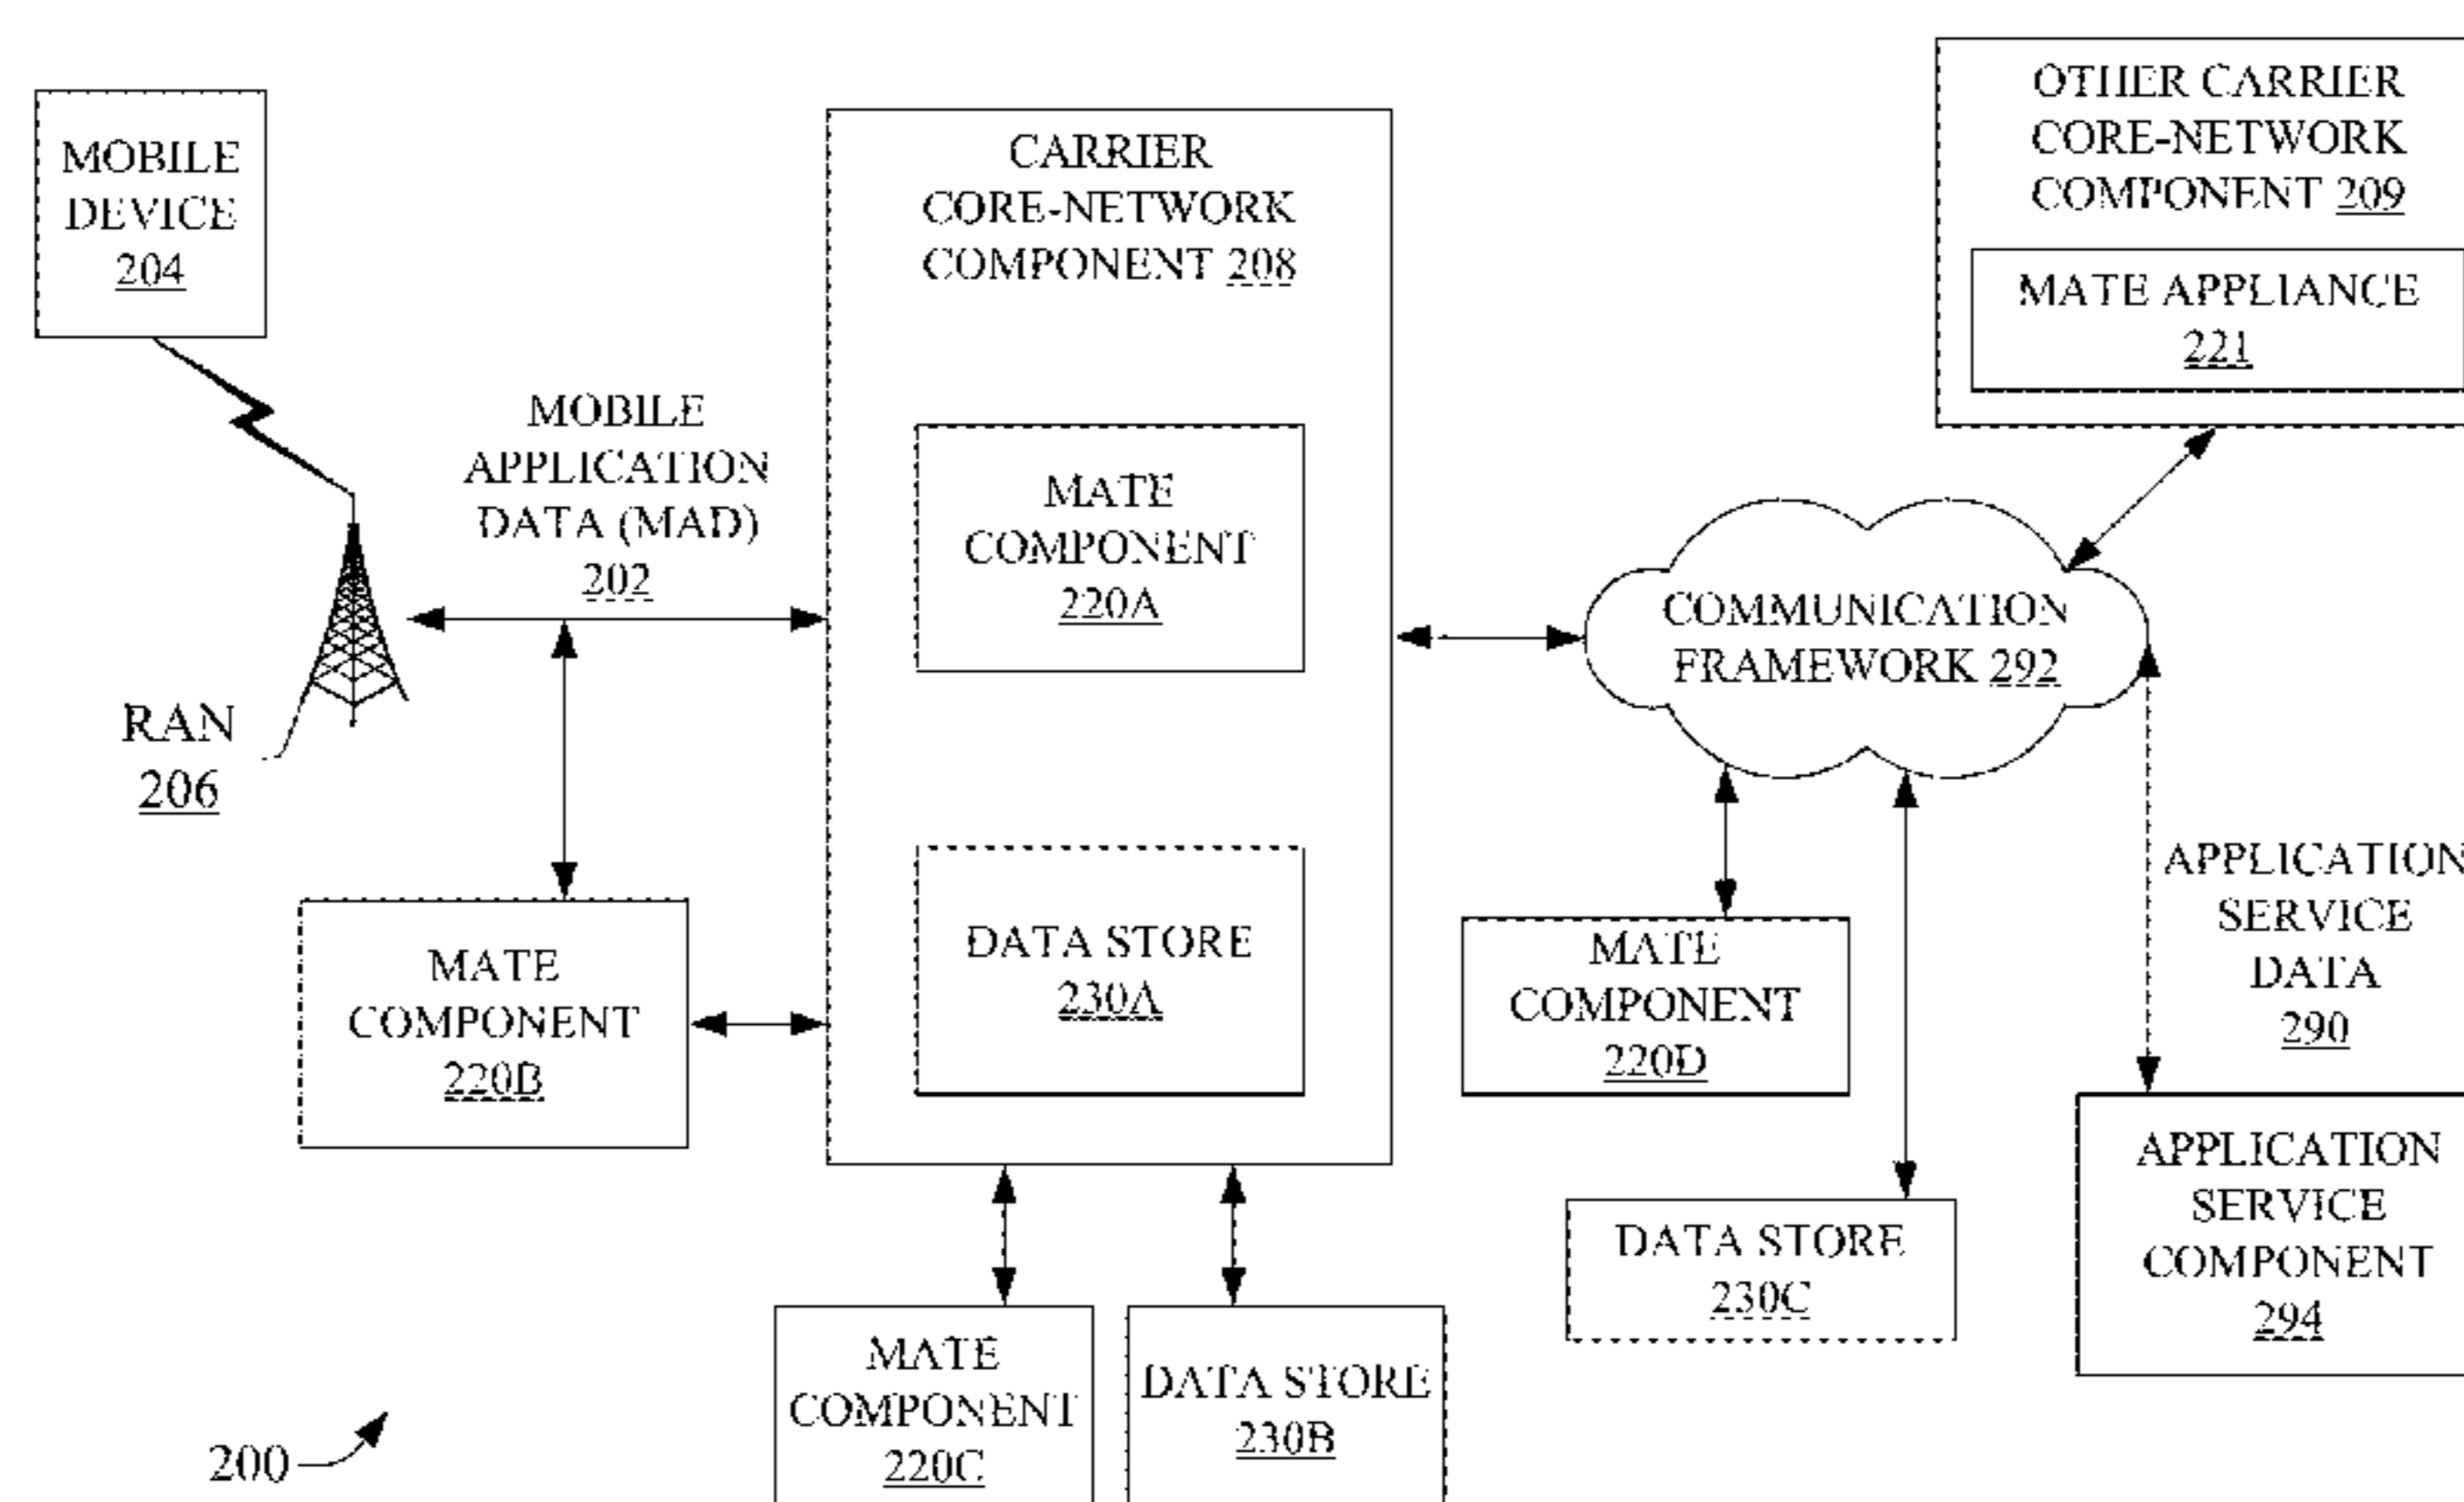 MOBILE
DEVICE
204
RAN
206
MOBILE
APPLICATION
DATA (MAD)
202
MATE
COMPONENT
220B
CARRIER
CORE-NETWORK
COMPONENT 208
MATE
COMPONENT
220A
DATA STORE
230A
MATE
COMPONENT
220C
DATA STORE
230B
OTHER CARRIER
CORE-NETWORK
COMPONENT 209
MATE APPLIANCE
221
COMMUNICATION
FRAMEWORK 292
MATE
COMPONENT
220D
DATA STORE
230C
APPLICATION
SERVICE
DATA
290
APPLICATION
SERVICE
COMPONENT
294
200